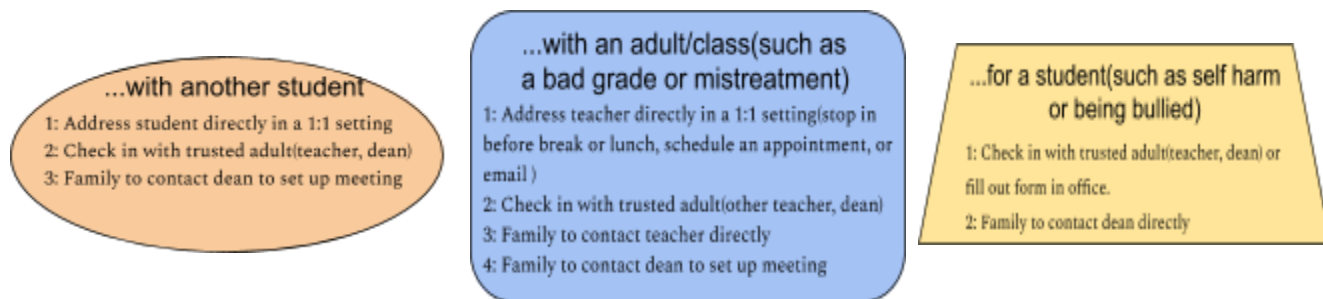 ...with another student
1: Address student directly in a 1:1 setting
2: Check in with trusted adult(teacher, dean)
3: Family to contact dean to set up meeting
...with an adult/class(such as
a bad grade or mistreatment)
1: Address teacher directly in a 1:1 setting(stop in
before break or lunch, schedule an appointment, or
email )
2: Check in with trusted adult(other teacher, dean)
3: Family to contact teacher directly
4: Family to contact dean to set up meeting
...for a student(such as self harm
or being bullied)
1: Check in with trusted adult(teacher, dean) or
fill out form in office.
2: Family to contact dean directly